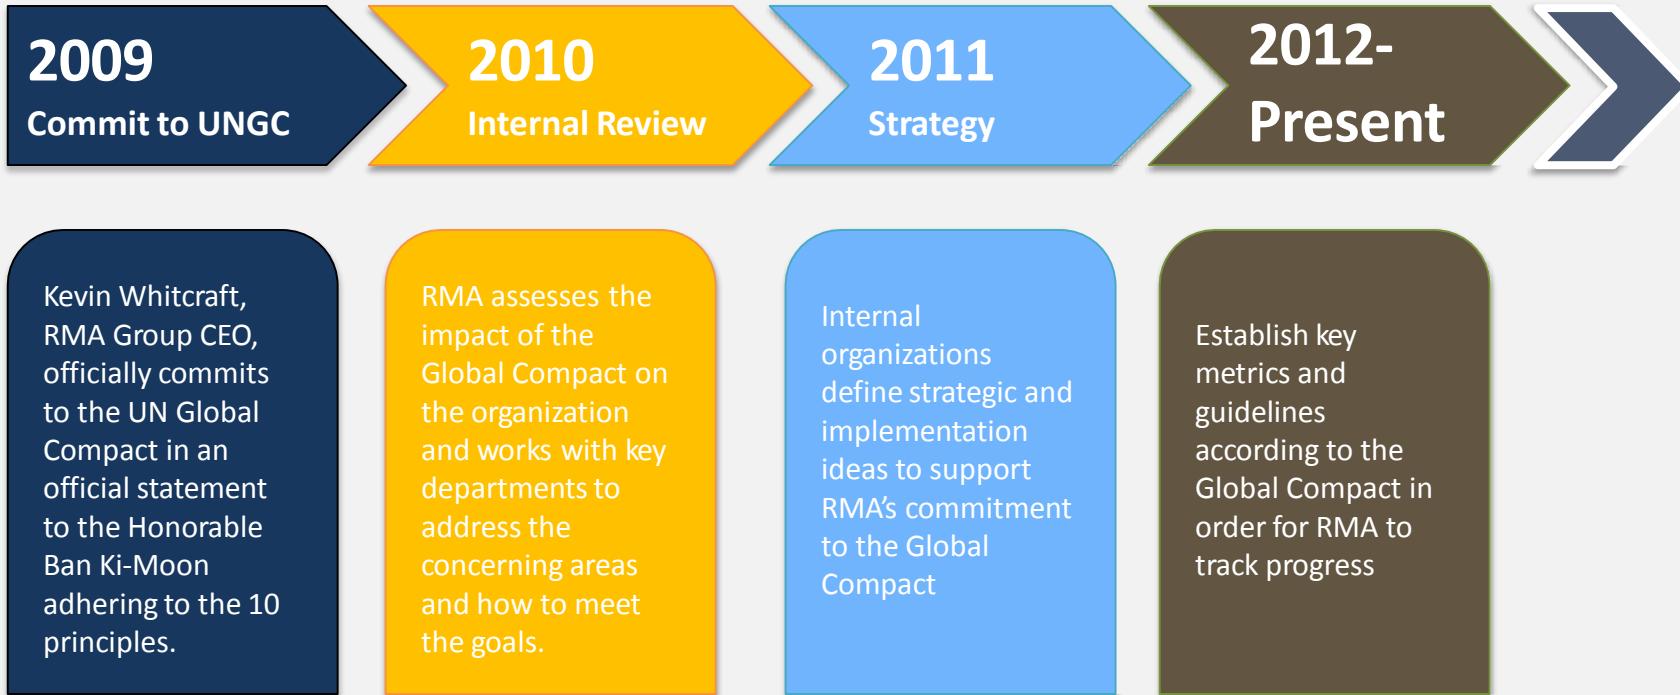 2009
Commit to UNGC
2010
Internal Review
2011
Strategy
2012-
Present
Kevin Whitcraft,
RMA Group CEO,
officially commits
to the UN Global
Compact in an
official statement
to the Honorable
Ban Ki-Moon
adhering to the 10
principles.
RMA assesses the
impact of the
Global Compact on
the organization
and works with key
departments to
address the
concerning areas
and how to meet
the goals.
Internal
organizations
define strategic and
implementation
ideas to support
RMA’s commitment
to the Global
Compact
Establish key
metrics and
guidelines
according to the
Global Compact in
order for RMA to
track progress